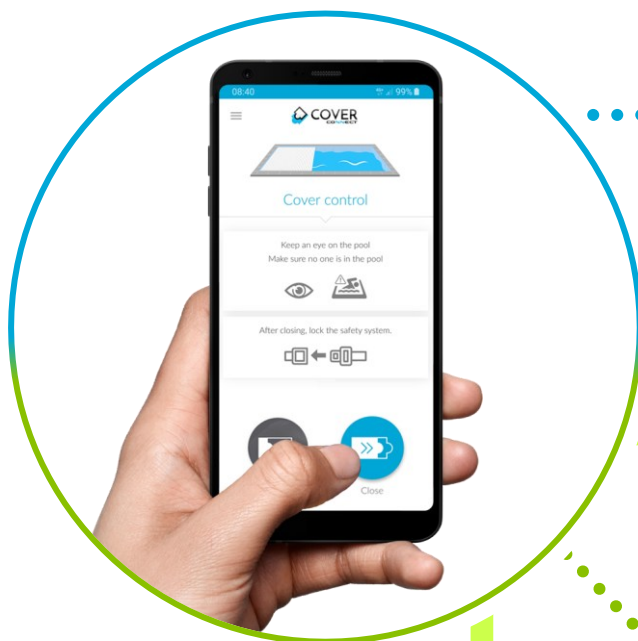 08:40
99%
COVER
CONNECT
Cover control
Keep an eye on the pool
Make sure no one is in the pool
After closing, lock the safety system.
Close